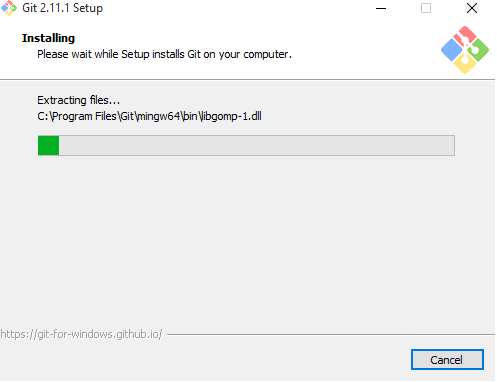 Git 2.11.1 Setup
Installing
Please wait while Setup installs Git on your computer.
Extracting files...
C:\Program Files\Git\mingw64\bin\libgomp-1.dll
https://git-for-windows.github.io/
Cancel